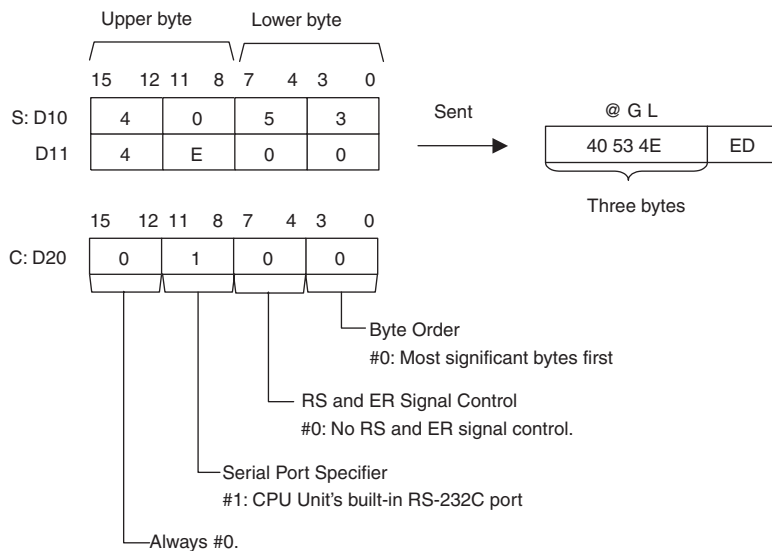 Upper byte Lower byte
15 12 11 8 7 4 3 0
S: D10 4 0 5 3
D11 4 E 0 0
Sent
@ G L
40 53 4E ED
Three bytes
15 12 11 8 7 4 3 0
C: D20 0 1 0 0
Byte Order
#0: Most significant bytes first
RS and ER Signal Control
#0: No RS and ER signal control.
Serial Port Specifier
#1: CPU Unit's built-in RS-232C port
Always #0.